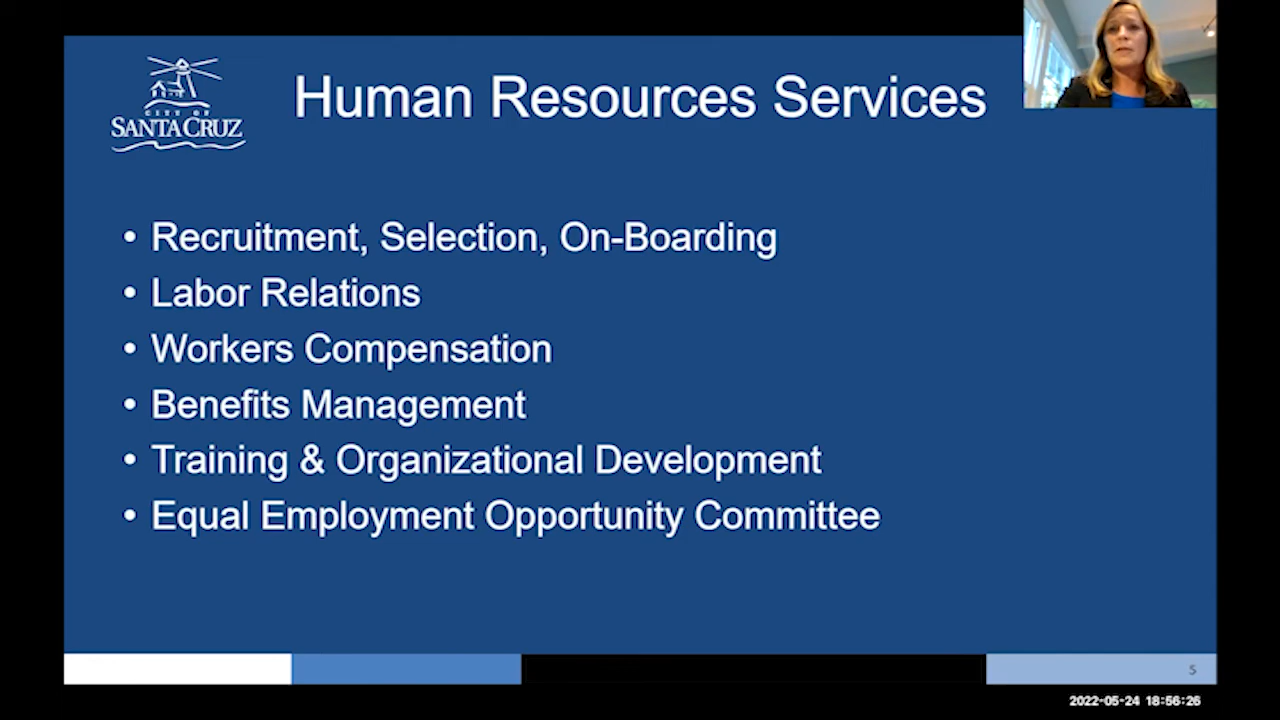 CITY OF
SANTA CRUZ
Human Resources Services
• Recruitment, Selection, On-Boarding
• Labor Relations
• Workers Compensation
• Benefits Management
• Training & Organizational Development
• Equal Employment Opportunity Committee
5
2022-05-24 18:56:26